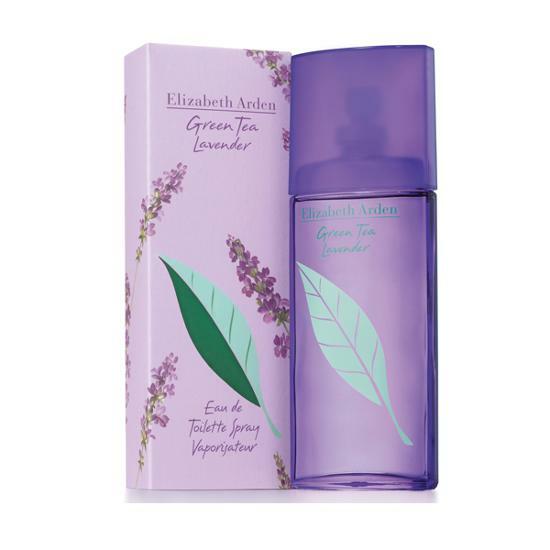 Elizabeth Arden
Green Tea
Lavender
Eau de
Toilette Spray
Vaporisateur
Elizabeth Arden
Green Tea
Lavender